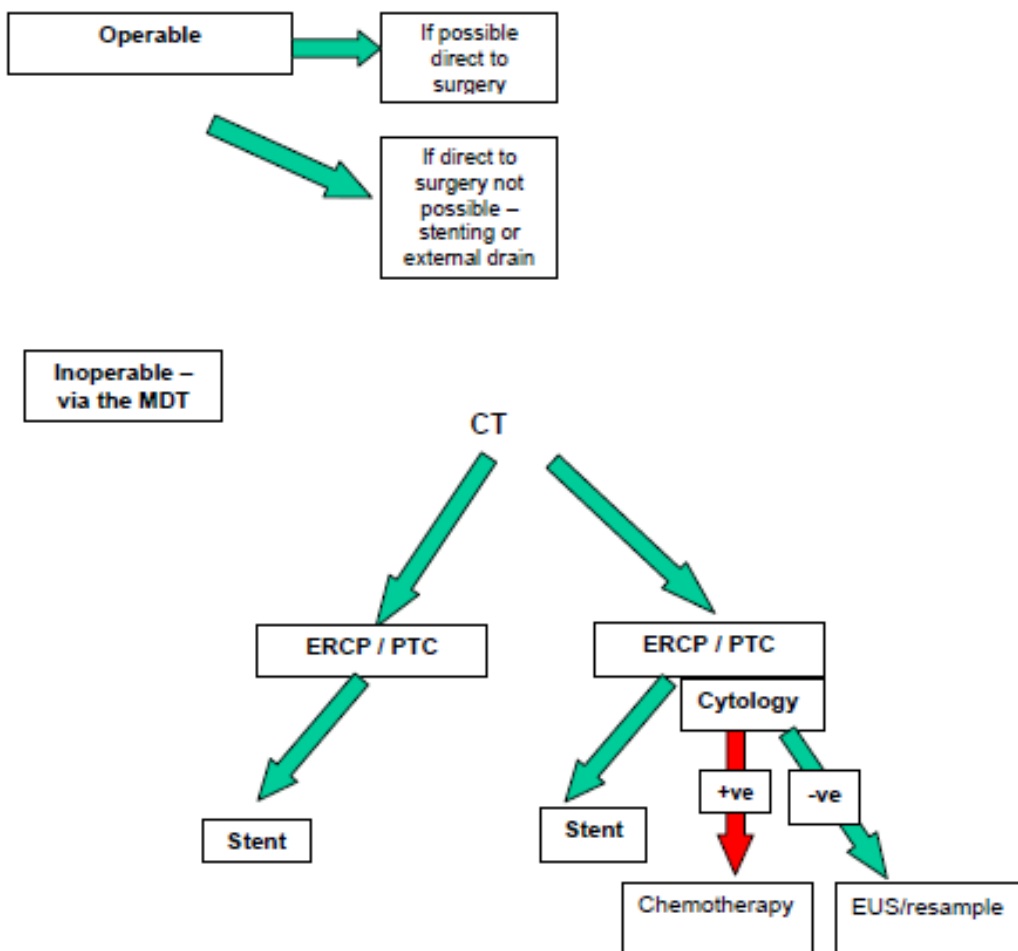 Operable
If possible
direct to
surgery
If direct to
surgery not
possible –
stenting or
external drain
Inoperable –
via the MDT
CT
ERCP / PTC
ERCP / PTC
Cytology
+ve
-ve
Stent
Stent
Chemotherapy
EUS/resample